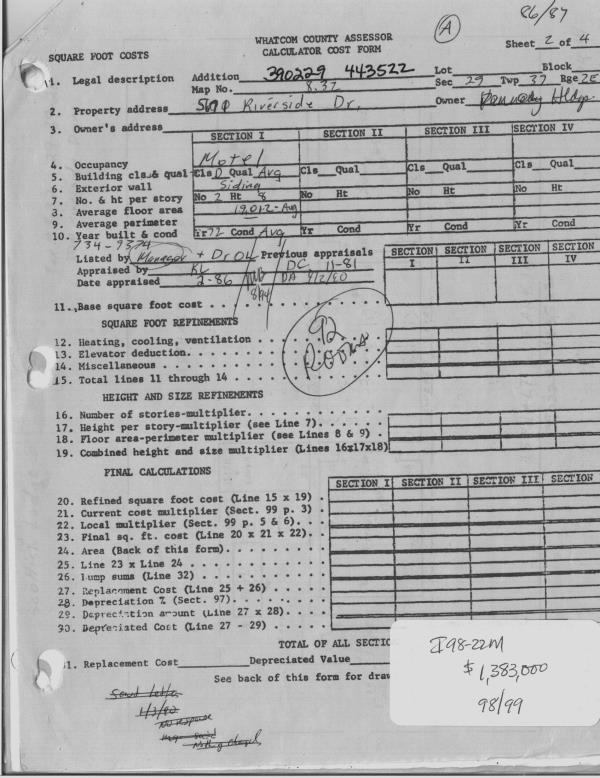 86/87
A
WHATCOM COUNTY ASSESSOR
SQUARE FOOT COSTS CALCULATOR COST FORM Sheet 2 of 4
1. Legal description Addition 390229 443522 Lot Block
Map No. 8.37 Sec 29 Twp 37 Rge 2E
2. Property address Riverside Dr. Owner
3. Owner's address
SECTION I SECTION II SECTION III SECTION IV
4. Occupancy Motel
5. Building cls & qual Cls D Qual Avg Cls Qual Cls Qual Cls Qual
6. Exterior wall Siding
7. No. & ht per story No 2 Ht 8 No Ht No Ht No Ht
3. Average floor area 19,012 - Avg
9. Average perimeter
10. Year built & cond Yr 72 Cond Avg Yr Cond Yr Cond Yr Cond
734-9374
Listed by Manager + Dr Previous appraisals SECTION I SECTION II SECTION III SECTION IV
Appraised by RL DC 11-81
Date appraised 2-86 DA
11. Base square foot cost
92
Rooms
SQUARE FOOT REFINEMENTS
12. Heating, cooling, ventilation
13. Elevator deduction
14. Miscellaneous
15. Total lines 11 through 14
HEIGHT AND SIZE REFINEMENTS
16. Number of stories-multiplier
17. Height per story-multiplier (see Line 7)
18. Floor area-perimeter multiplier (see Lines 8 & 9)
19. Combined height and size multiplier (Lines 16x17x18)
FINAL CALCULATIONS
SECTION I SECTION II SECTION III SECTION
20. Refined square foot cost (Line 15 x 19)
21. Current cost multiplier (Sect. 99 p. 3)
22. Local multiplier (Sect. 99 p. 5 & 6)
23. Final sq. ft. cost (Line 20 x 21 x 22)
24. Area (Back of this form)
25. Line 23 x Line 24
26. Lump sums (Line 32)
27. Replacement Cost (Line 25 + 26)
28. Depreciation % (Sect. 97)
29. Depreciation amount (Line 27 x 28)
30. Depreciated Cost (Line 27 - 29)
TOTAL OF ALL SECTIO
31. Replacement Cost Depreciated Value
See back of this form for draw
I98-22M
$1,383,000
98/99
No response